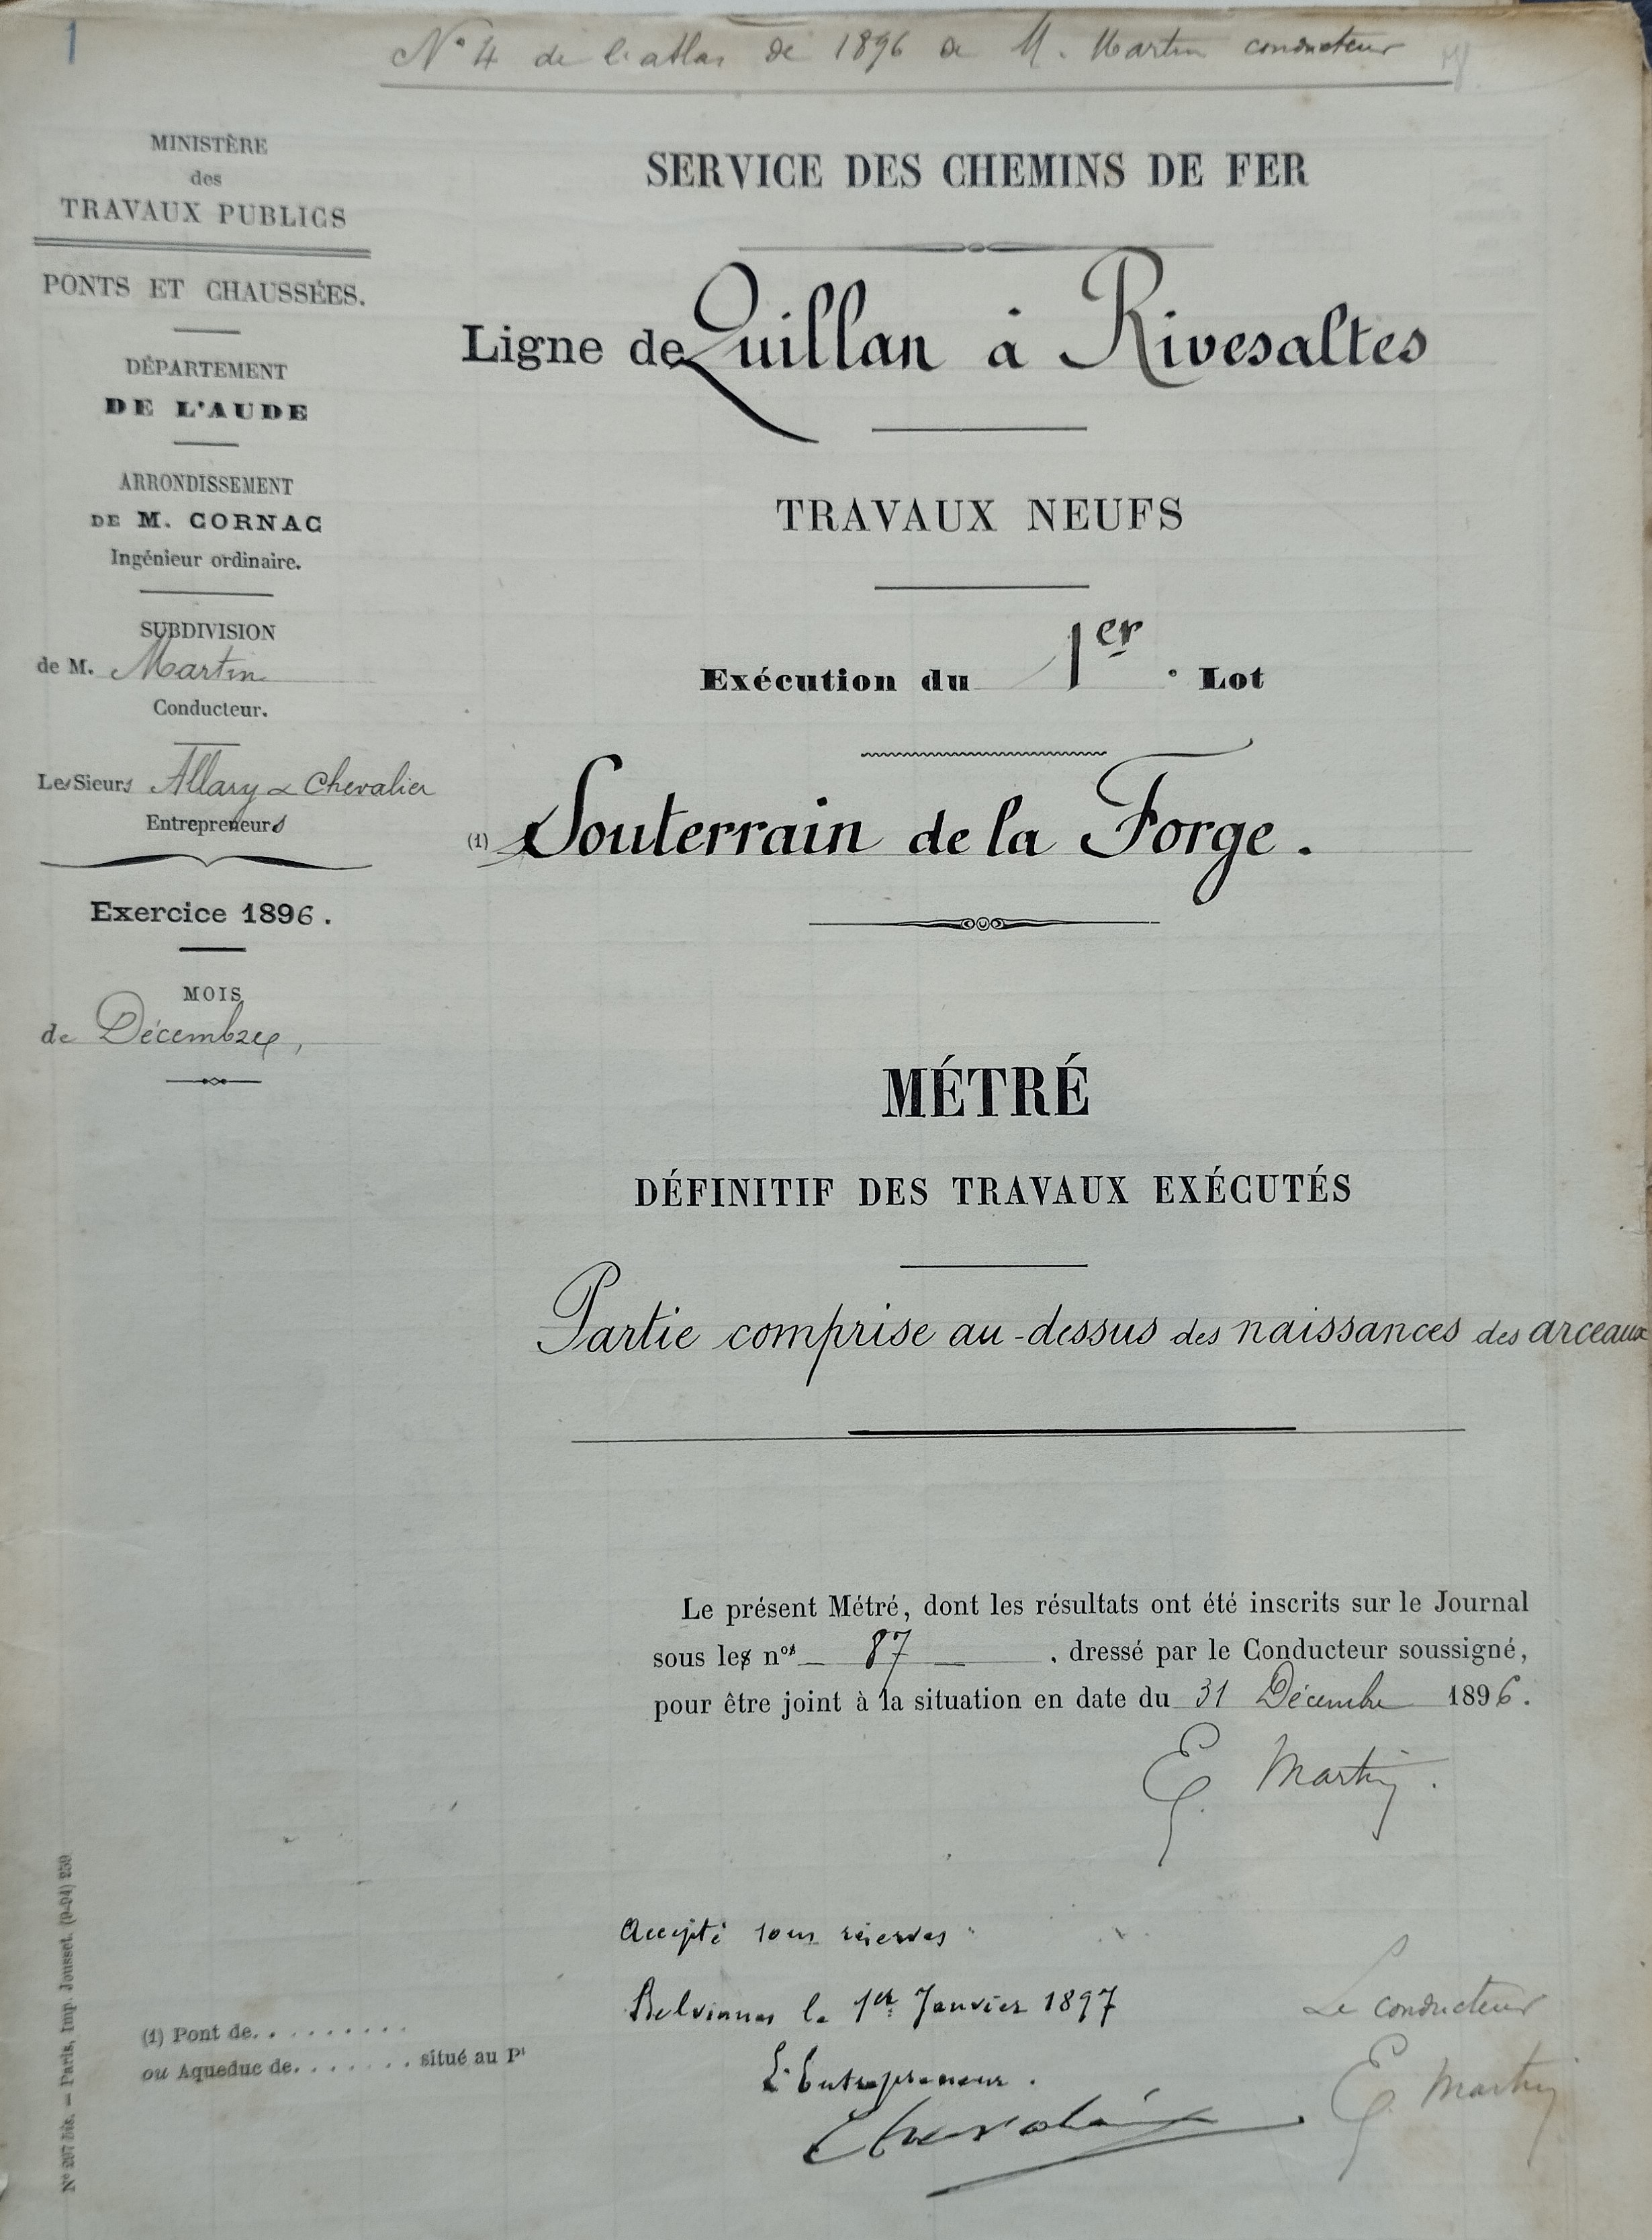 1
N° 4 de l'atlas de 1896 de M. Martin conducteur
MINISTÈRE
des
TRAVAUX PUBLICS
PONTS ET CHAUSSÉES.
DÉPARTEMENT
DE L'AUDE
ARRONDISSEMENT
DE M. CORNAC
Ingénieur ordinaire.
SUBDIVISION
de M. Martin
Conducteur.
Les Sieurs Allary & Chevalier
Entrepreneurs
Exercice 1896.
MOIS
de Décembre,
SERVICE DES CHEMINS DE FER
Ligne de Quillan à Rivesaltes
TRAVAUX NEUFS
Exécution du 1er Lot
(1) Souterrain de la Forge.
MÉTRÉ
DÉFINITIF DES TRAVAUX EXÉCUTÉS
Partie comprise au-dessus des naissances des arceaux
Le présent Métré, dont les résultats ont été inscrits sur le Journal
sous les nos 87 . dressé par le Conducteur soussigné,
pour être joint à la situation en date du 31 Décembre 1896.
E. Martin.
Accepté sous réserves
Belvianes le 1er Janvier 1897
L'Entrepreneur.
Chevalier
Le conducteur
E. Martin
(1) Pont de. . . . . . . . . .
ou Aqueduc de. . . . . . . . situé au Pt
N° 207 bis. — Paris, Imp. Jousset. (9-94) 259